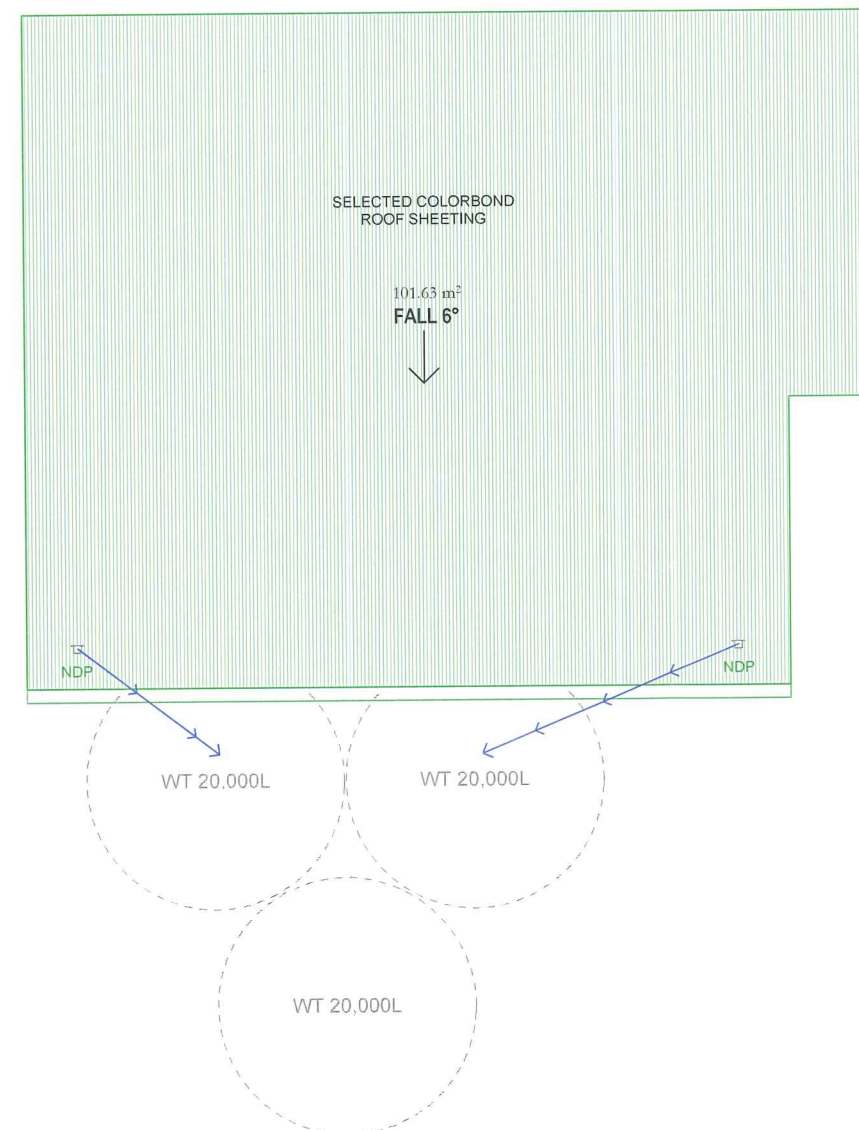 SELECTED COLORBOND
ROOF SHEETING
101.63 m²
FALL 6°
NDP
NDP
WT 20,000L
WT 20,000L
WT 20,000L